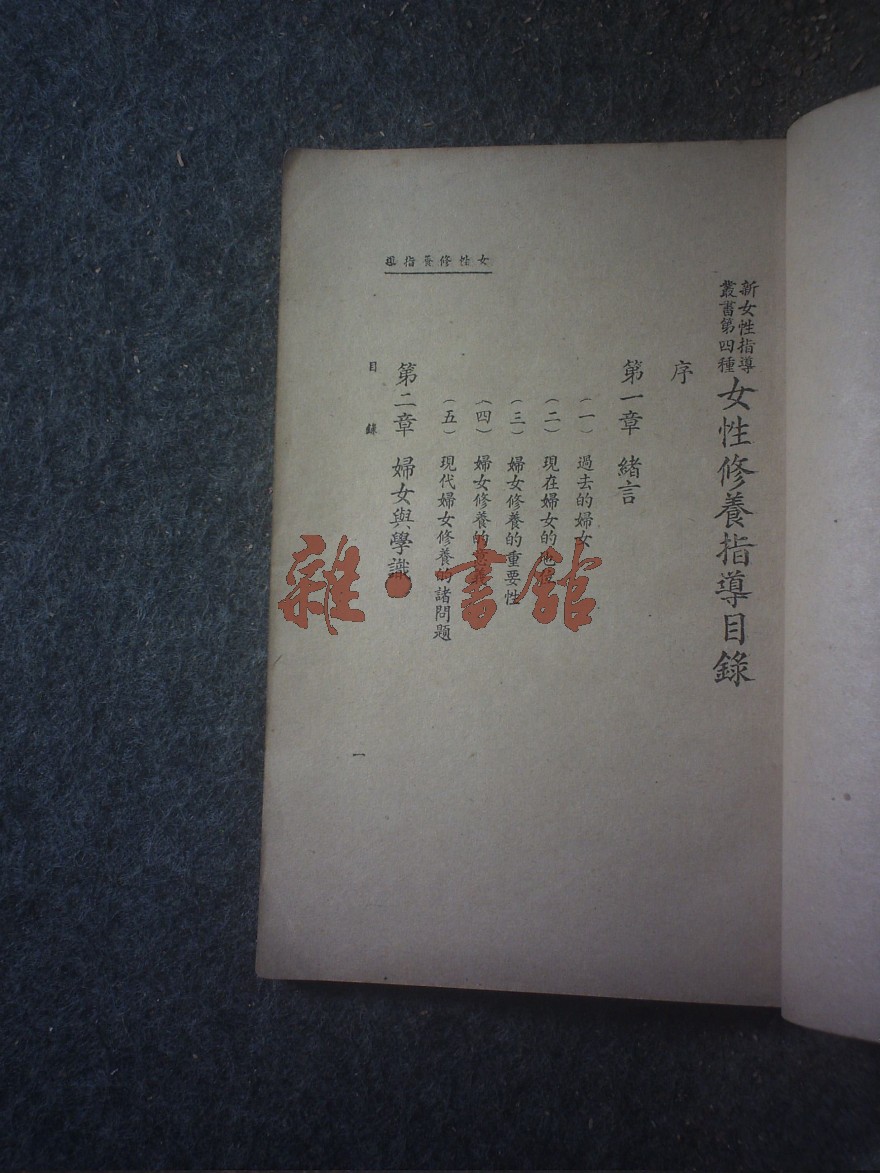 新女性指導
叢書第四種
女性修養指導目錄
序
第一章 緒言
（一） 過去的婦女
（二） 現在婦女的地位
（三） 婦女修養的重要性
（四） 婦女修養的意義
（五） 現代婦女修養的諸問題
第二章 婦女與學識
女性修養指導
目錄
一
雜·書館